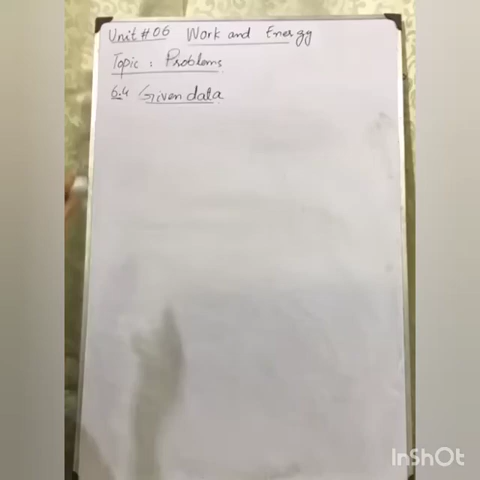 Unit # 06 Work and Energy
Topic : Problems
6.4 Given data
InShOt